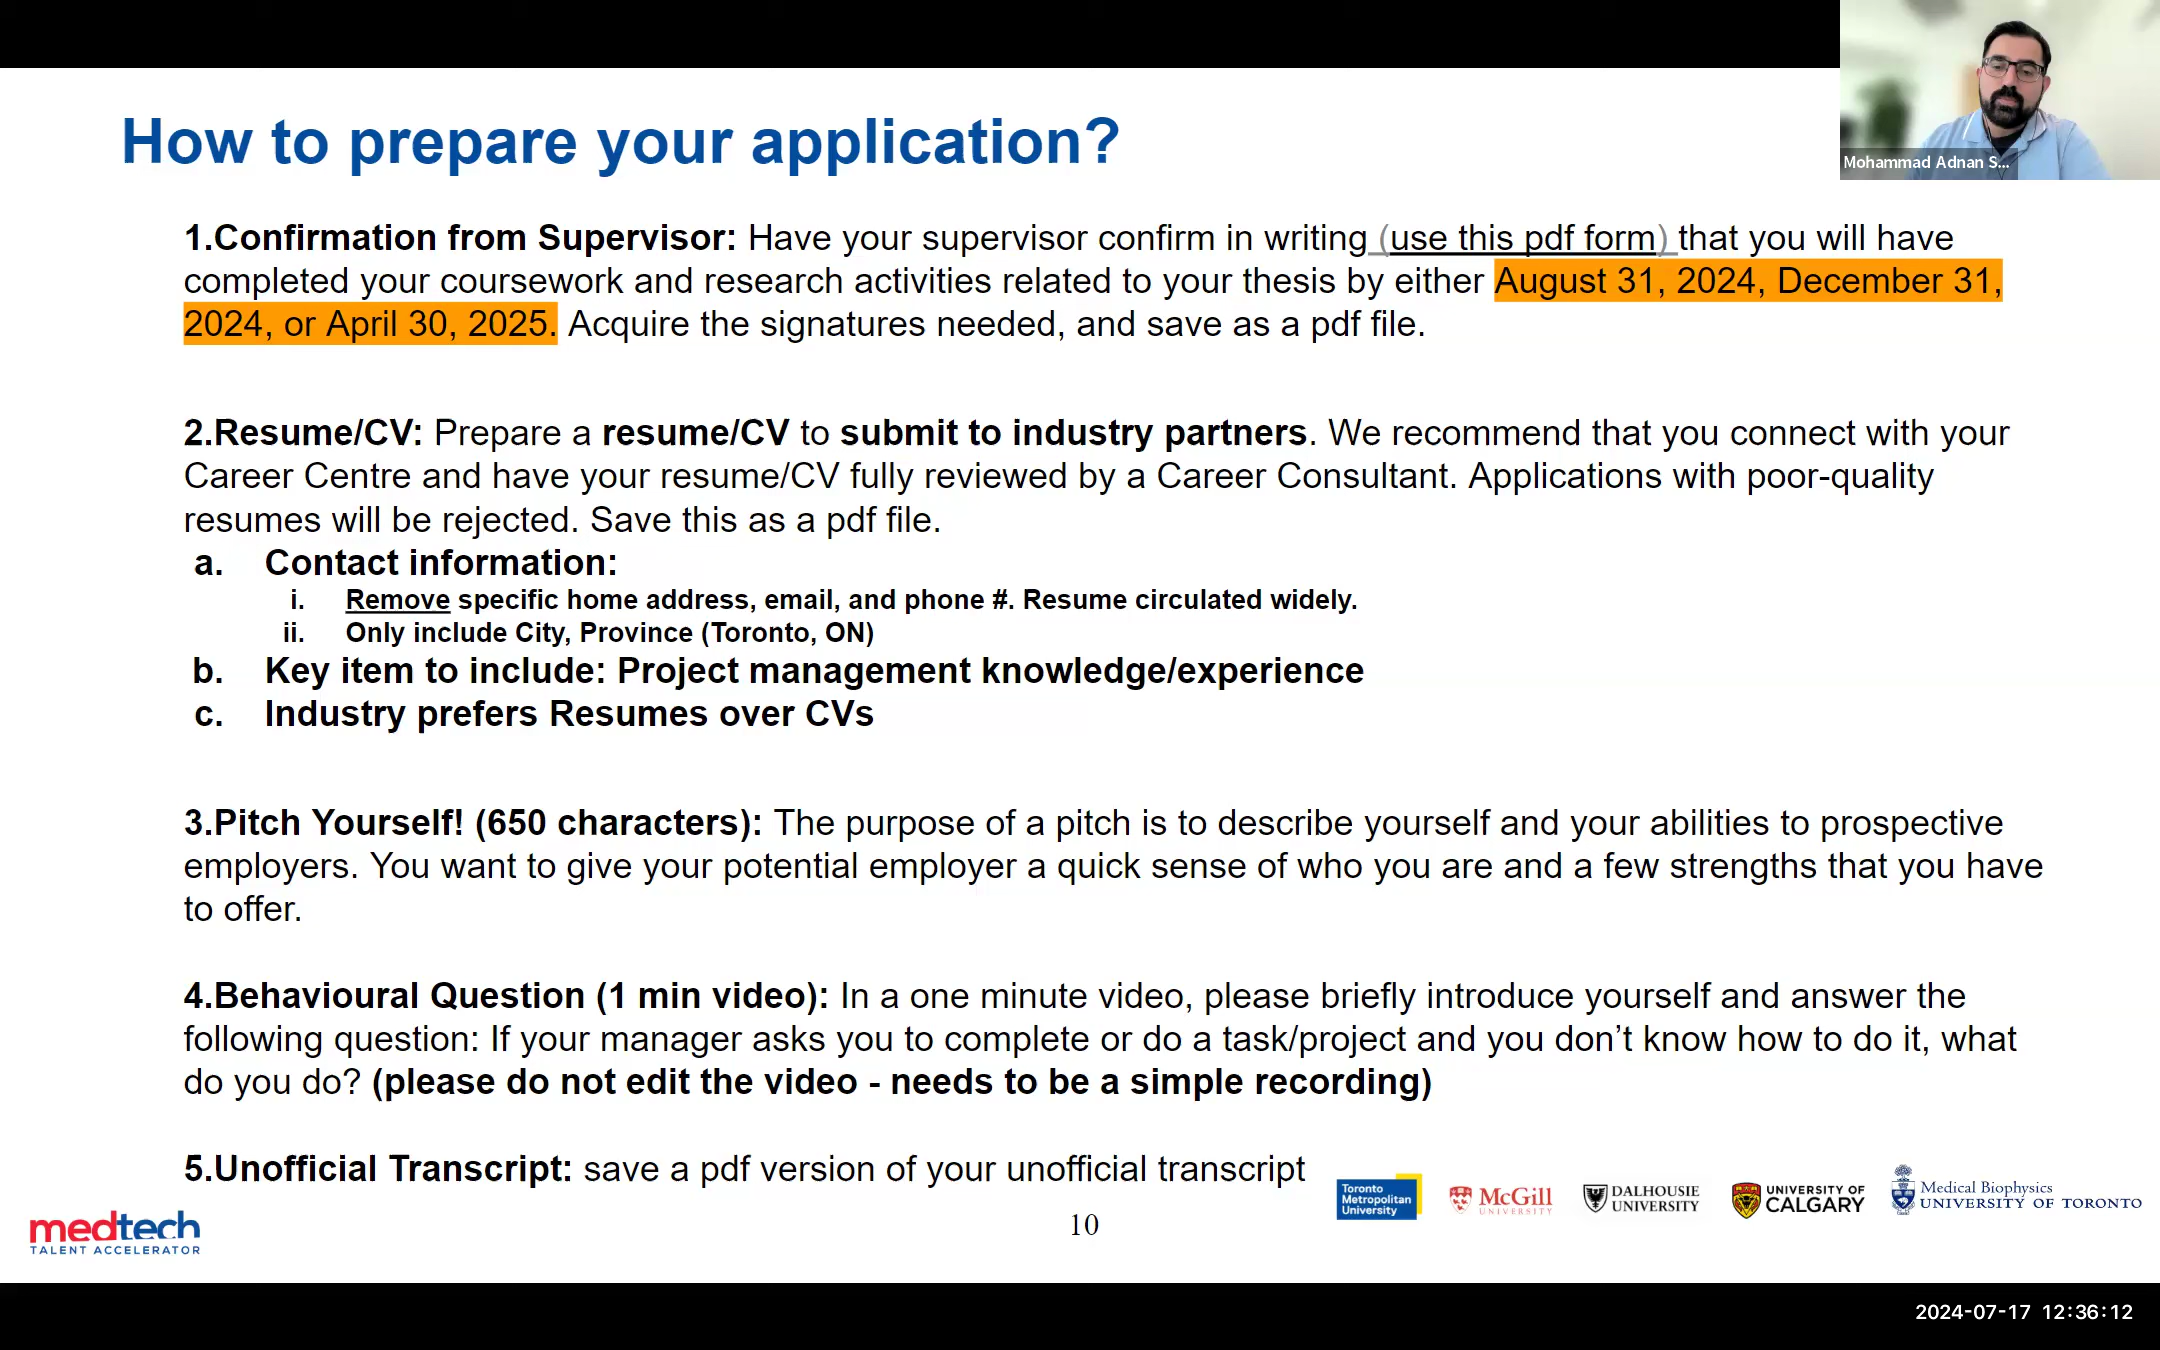 Mohammad Adnan S...
How to prepare your application?
1.Confirmation from Supervisor: Have your supervisor confirm in writing (use this pdf form) that you will have
completed your coursework and research activities related to your thesis by either August 31, 2024, December 31,
2024, or April 30, 2025. Acquire the signatures needed, and save as a pdf file.
2.Resume/CV: Prepare a resume/CV to submit to industry partners. We recommend that you connect with your
Career Centre and have your resume/CV fully reviewed by a Career Consultant. Applications with poor-quality
resumes will be rejected. Save this as a pdf file.
a. Contact information:
i. Remove specific home address, email, and phone #. Resume circulated widely.
ii. Only include City, Province (Toronto, ON)
b. Key item to include: Project management knowledge/experience
c. Industry prefers Resumes over CVs
3.Pitch Yourself! (650 characters): The purpose of a pitch is to describe yourself and your abilities to prospective
employers. You want to give your potential employer a quick sense of who you are and a few strengths that you have
to offer.
4.Behavioural Question (1 min video): In a one minute video, please briefly introduce yourself and answer the
following question: If your manager asks you to complete or do a task/project and you don’t know how to do it, what
do you do? (please do not edit the video - needs to be a simple recording)
5.Unofficial Transcript: save a pdf version of your unofficial transcript
medtech
TALENT ACCELERATOR
10
Toronto
Metropolitan
University
McGill
UNIVERSITY
DALHOUSIE
UNIVERSITY
UNIVERSITY OF
CALGARY
Medical Biophysics
UNIVERSITY OF TORONTO
2024-07-17 12:36:12